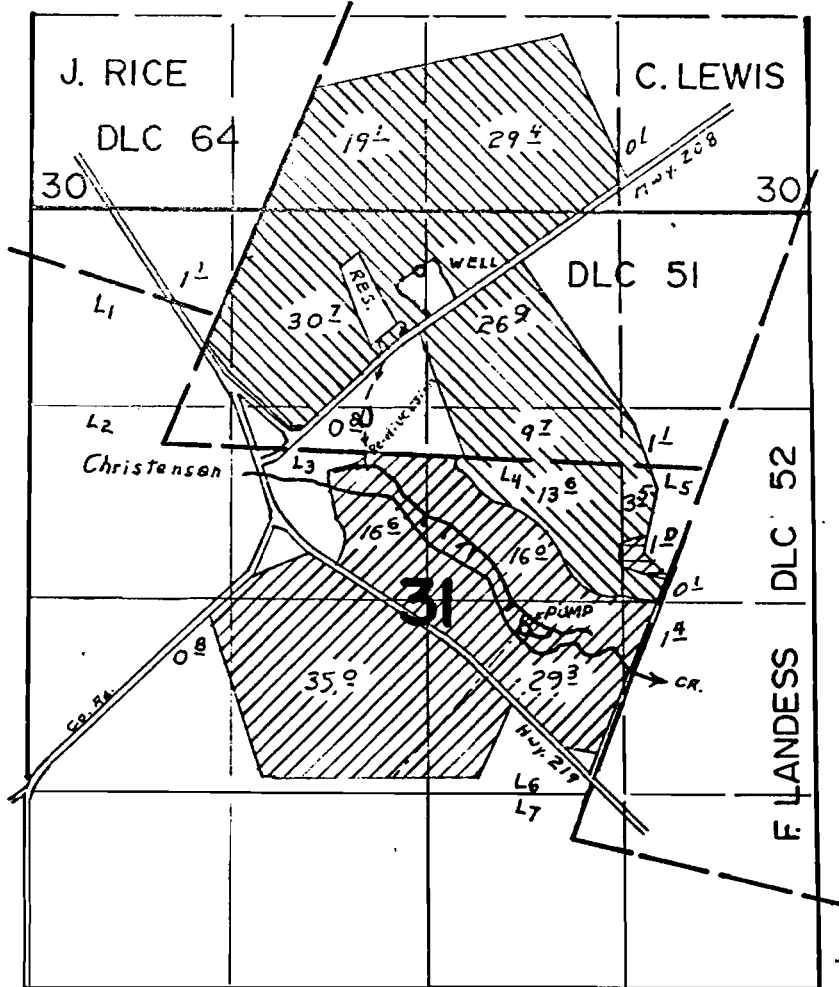 J. RICE
C. LEWIS
DLC 64
19 1
29 4
0 1
HWY. 208
30
30
1 1
L1
RES.
WELL
DLC 51
30 7
26 9
L2
0 8
9 7
1 1
Christensen
L3
L4
13 6
L5
3 5
16 6
16 0
1 0
31
PUMP
0 1
1 4
0 8
35 0
29 3
CR.
CO. RD.
HWY. 219
L6
L7
F. LANDESS DLC 52